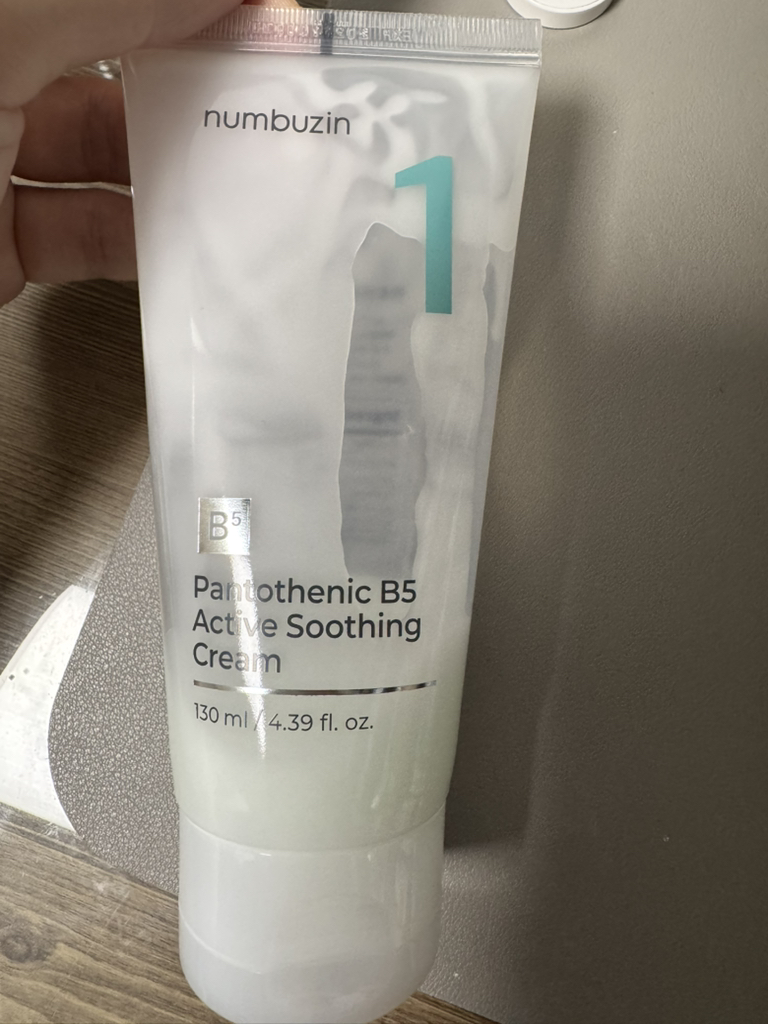 numbuzin
1
B5
Pantothenic B5
Active Soothing
Cream
130 ml / 4.39 fl. oz.